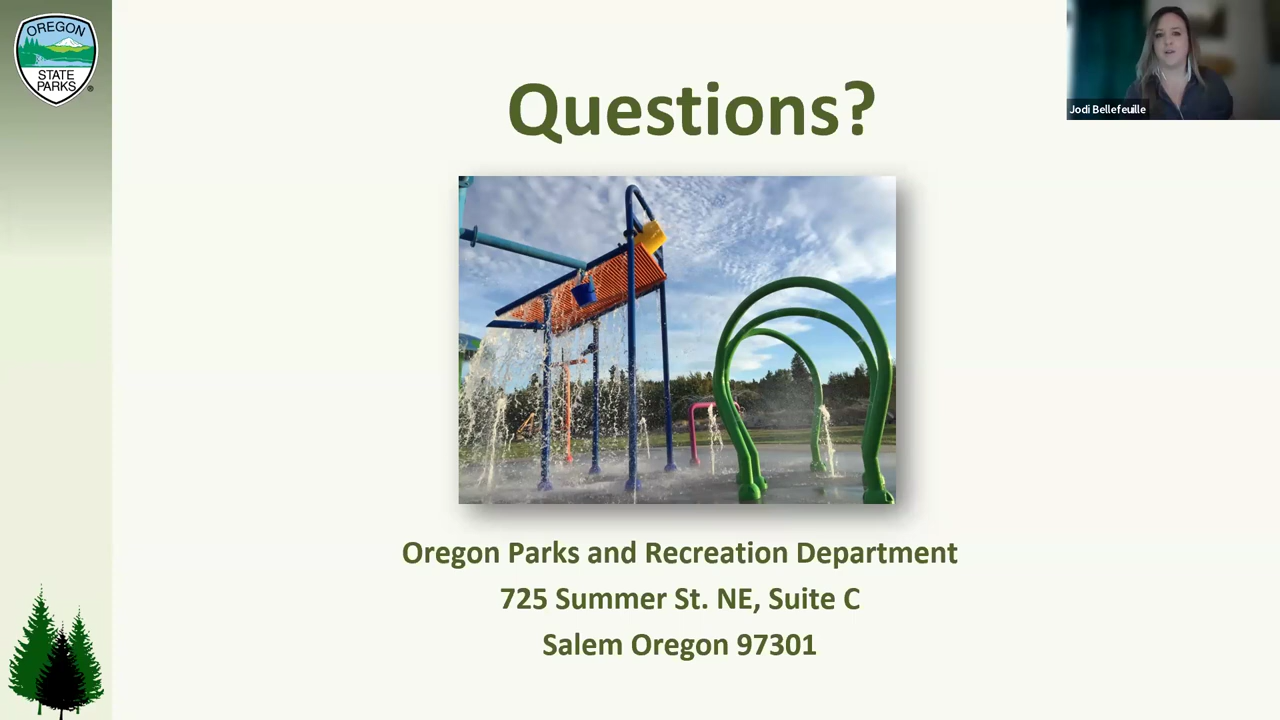 OREGON
STATE
PARKS
®
Jodi Bellefeuille
Questions?
Oregon Parks and Recreation Department
725 Summer St. NE, Suite C
Salem Oregon 97301